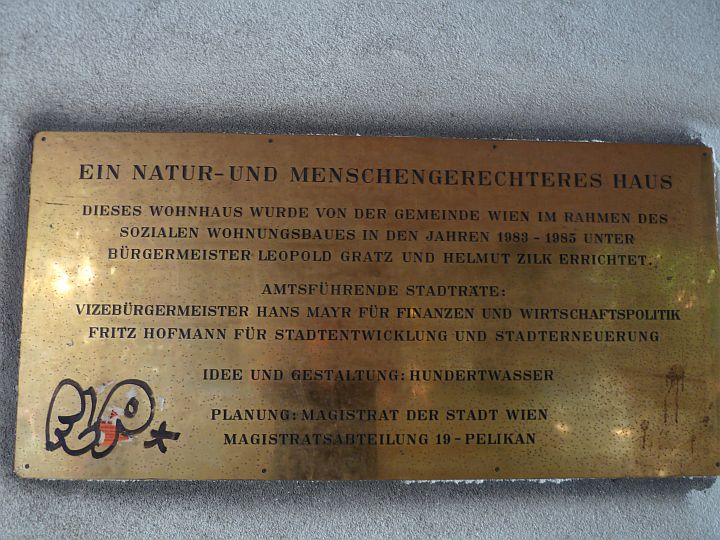 EIN NATUR-UND MENSCHENGERECHTERES HAUS
DIESES WOHNHAUS WURDE VON DER GEMEINDE WIEN IM RAHMEN DES
SOZIALEN WOHNUNGSBAUES IN DEN JAHREN 1983 - 1985 UNTER
BÜRGERMEISTER LEOPOLD GRATZ UND HELMUT ZILK ERRICHTET.
AMTSFÜHRENDE STADTRÄTE:
VIZEBÜRGERMEISTER HANS MAYR FÜR FINANZEN UND WIRTSCHAFTSPOLITIK
FRITZ HOFMANN FÜR STADTENTWICKLUNG UND STADTERNEUERUNG
IDEE UND GESTALTUNG: HUNDERTWASSER
PLANUNG: MAGISTRAT DER STADT WIEN
MAGISTRATSABTEILUNG 19 - PELIKAN